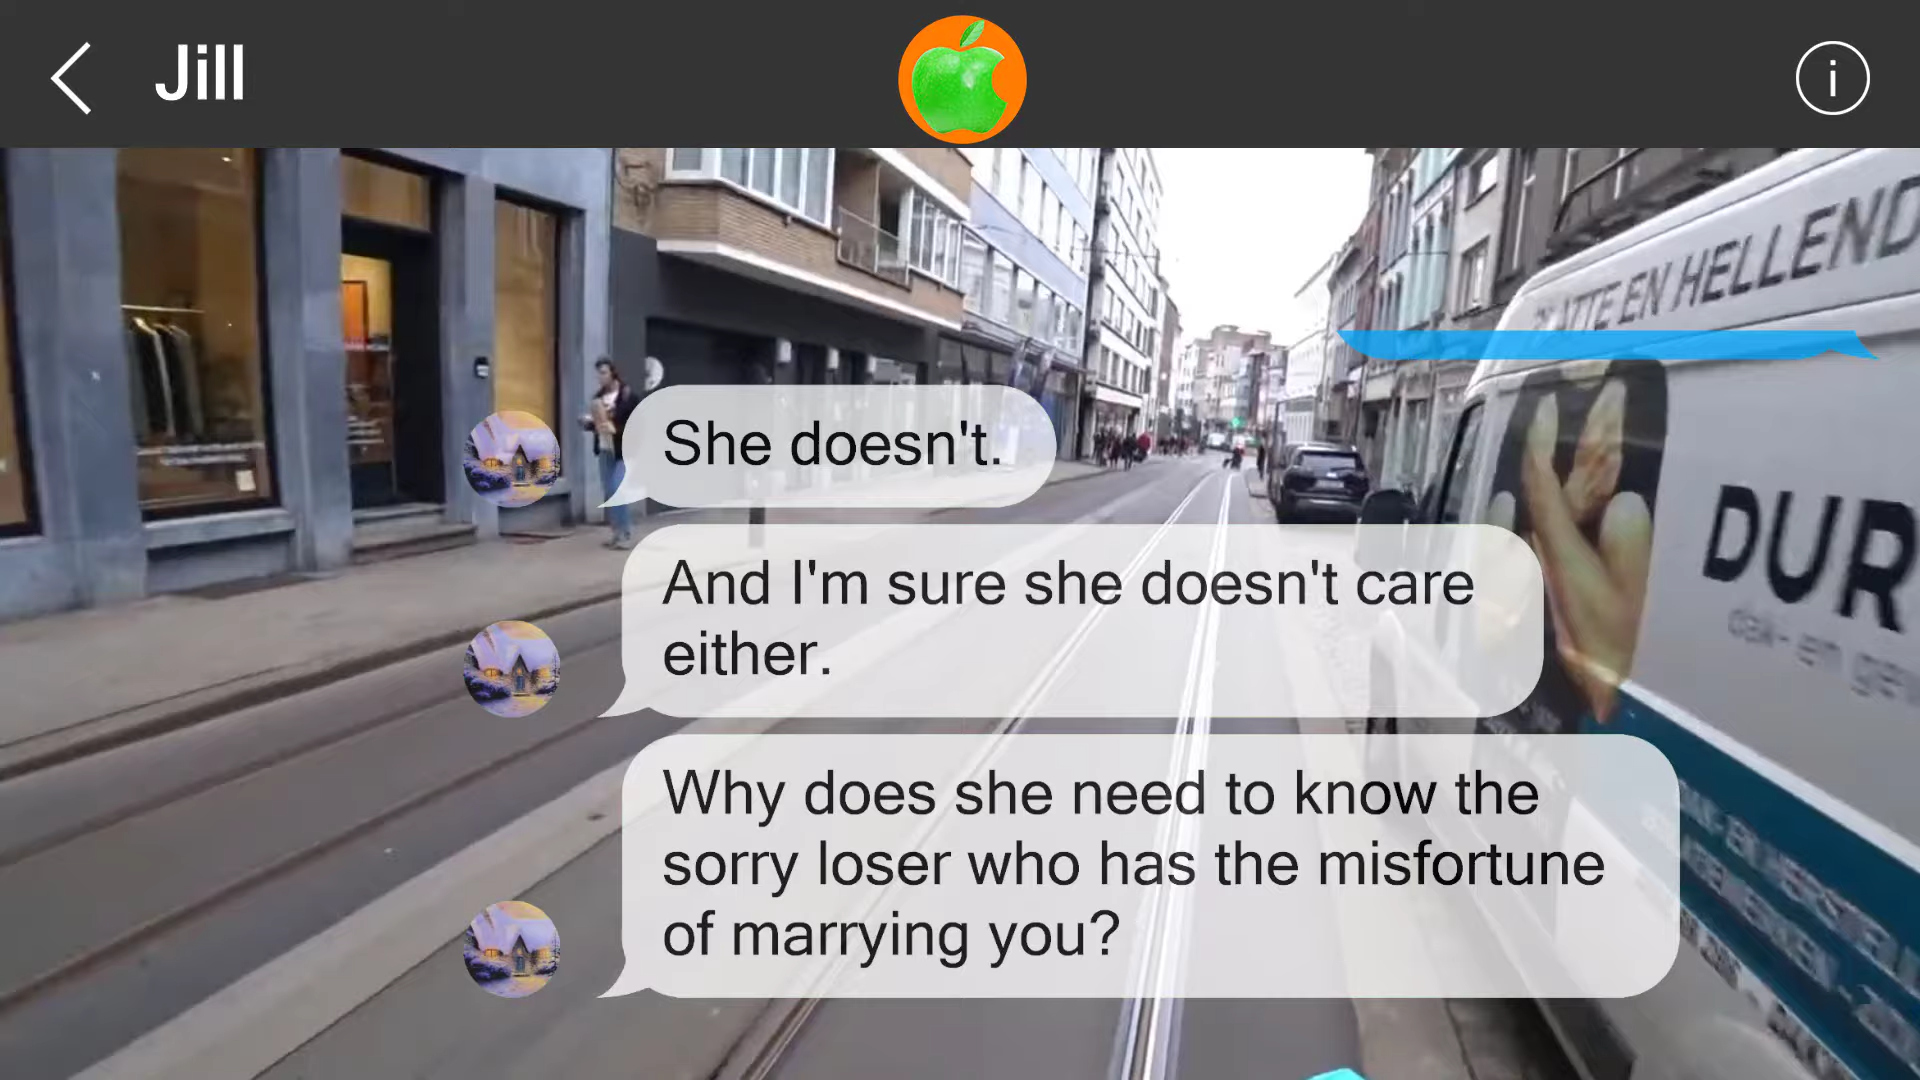 Jill
i
EN HELLEND
She doesn't.
And I'm sure she doesn't care
either.
DUR
Why does she need to know the
sorry loser who has the misfortune
of marrying you?